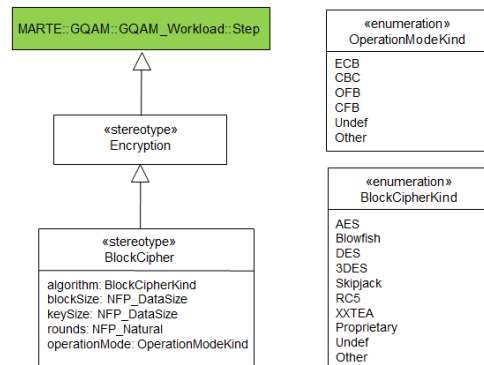 MARTE::GQAM::GQAM_Workload::Step
«stereotype»
Encryption
«stereotype»
BlockCipher
algorithm: BlockCipherKind
blockSize: NFP_DataSize
keySize: NFP_DataSize
rounds: NFP_Natural
operationMode: OperationModeKind
«enumeration»
OperationModeKind
ECB
CBC
OFB
CFB
Undef
Other
«enumeration»
BlockCipherKind
AES
Blowfish
DES
3DES
Skipjack
RC5
XXTEA
Proprietary
Undef
Other